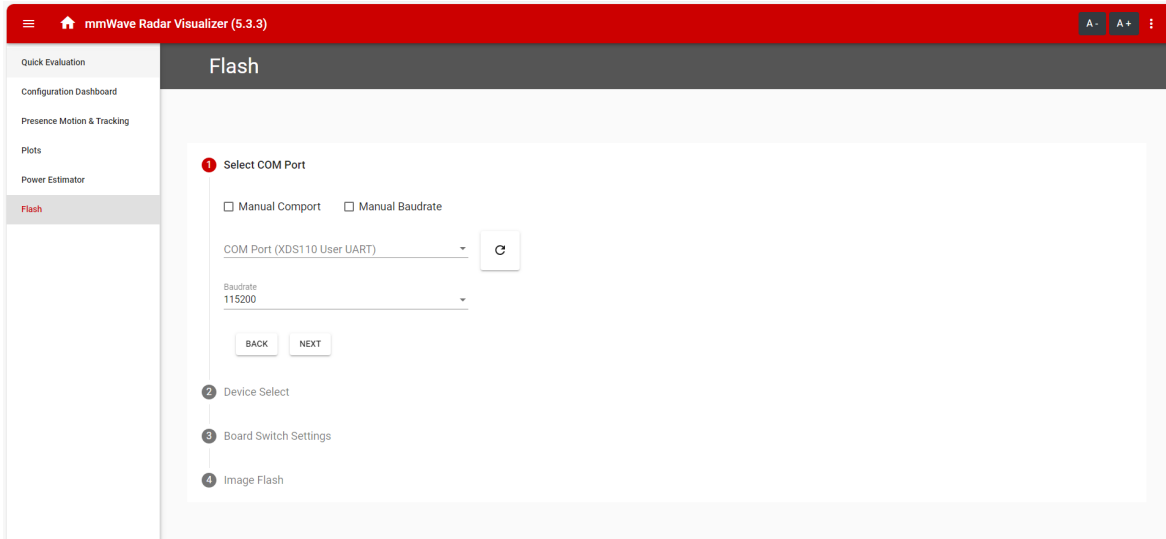 mmWave Radar Visualizer (5.3.3)
A - A +
Quick Evaluation
Configuration Dashboard
Presence Motion & Tracking
Plots
Power Estimator
Flash
Flash
1 Select COM Port
Manual Comport Manual Baudrate
COM Port (XDS110 User UART)
Baudrate
115200
BACK NEXT
2 Device Select
3 Board Switch Settings
4 Image Flash